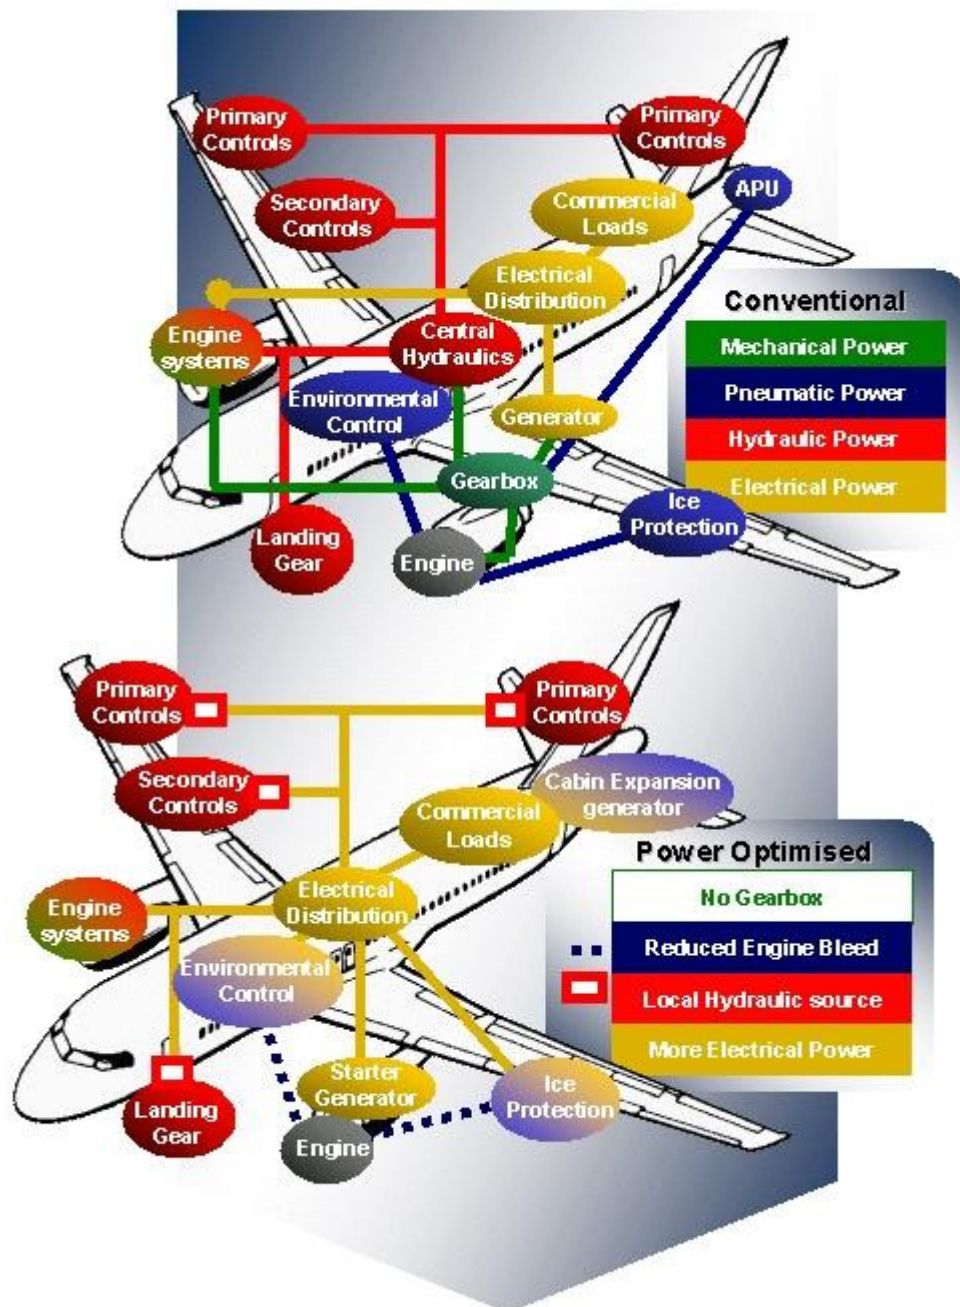 Primary
Controls
Primary
Controls
APU
Secondary
Controls
Commercial
Loads
Electrical
Distribution
Conventional
Engine
systems
Central
Hydraulics
Mechanical Power
Environmental
Control
Pneumatic Power
Generator
Hydraulic Power
Gearbox
Electrical Power
Ice
Protection
Landing
Gear
Engine
Primary
Controls
Primary
Controls
Secondary
Controls
Cabin Expansion
generator
Commercial
Loads
Power Optimised
Electrical
Distribution
No Gearbox
Engine
systems
Reduced Engine Bleed
Environmental
Control
Local Hydraulic source
More Electrical Power
Starter
Generator
Ice
Protection
Landing
Gear
Engine